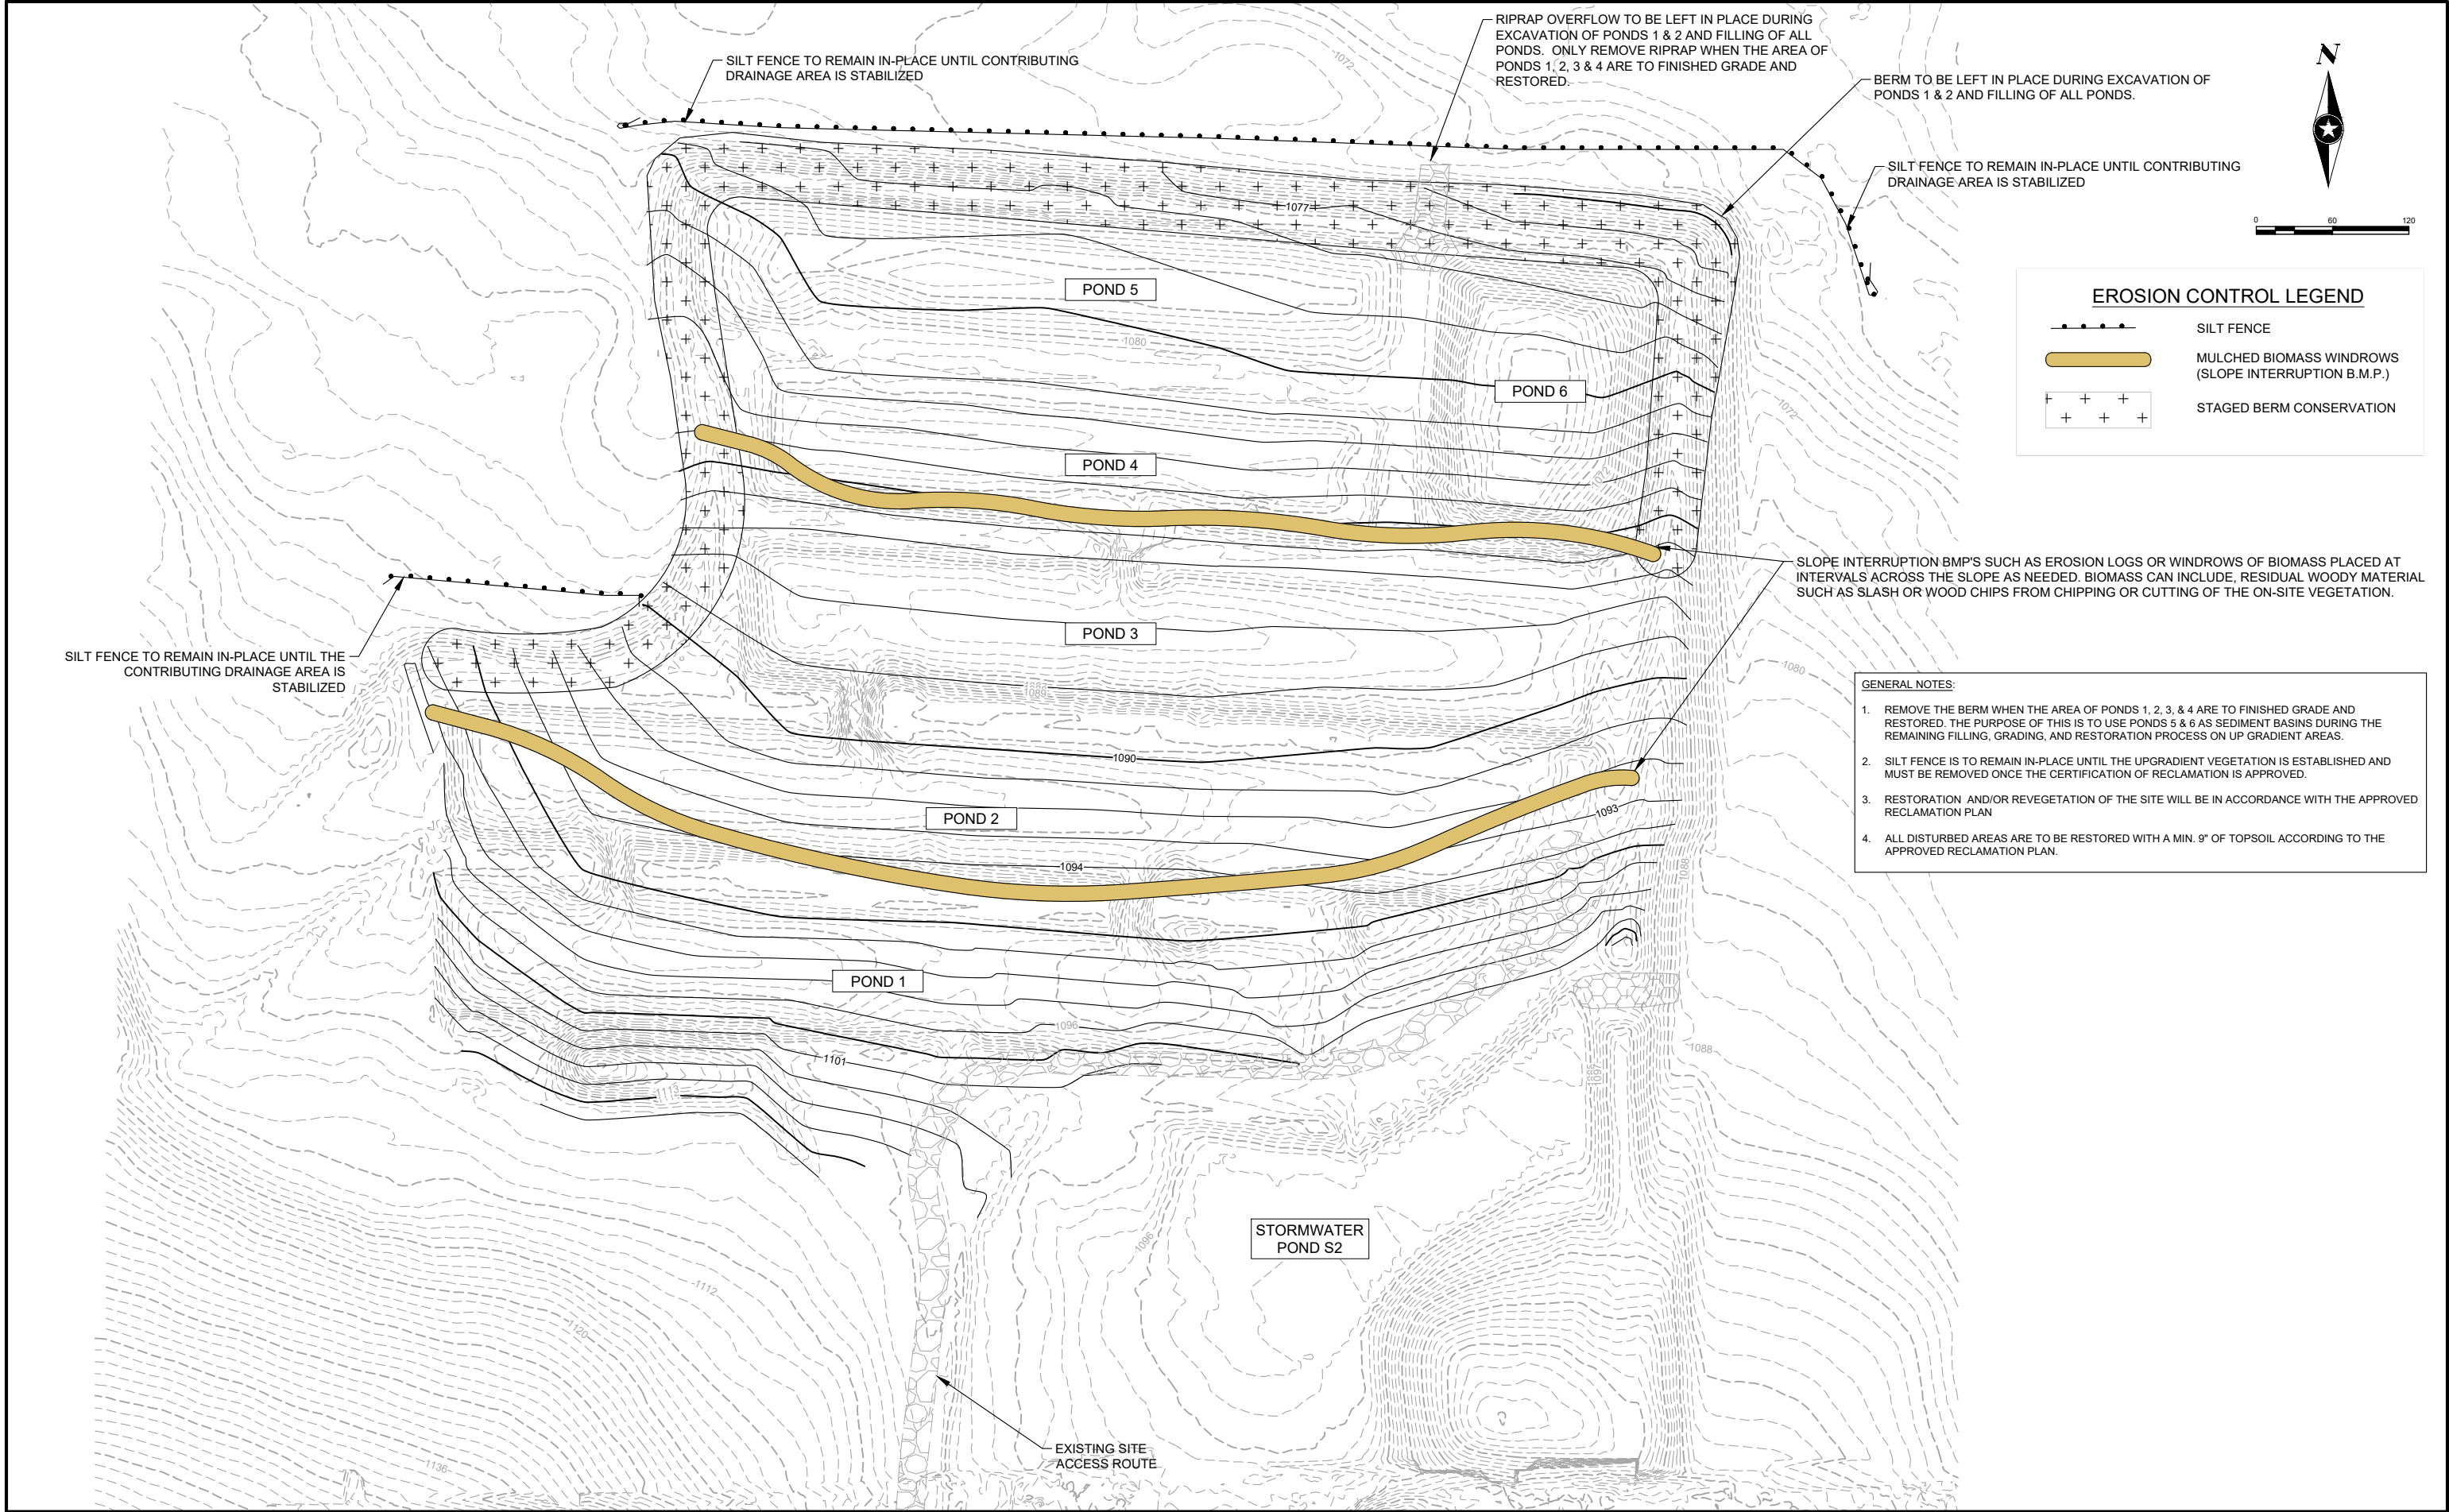 RIPRAP OVERFLOW TO BE LEFT IN PLACE DURING
EXCAVATION OF PONDS 1 & 2 AND FILLING OF ALL
PONDS. ONLY REMOVE RIPRAP WHEN THE AREA OF
PONDS 1, 2, 3 & 4 ARE TO FINISHED GRADE AND
RESTORED.
SILT FENCE TO REMAIN IN-PLACE UNTIL CONTRIBUTING
DRAINAGE AREA IS STABILIZED
BERM TO BE LEFT IN PLACE DURING EXCAVATION OF
PONDS 1 & 2 AND FILLING OF ALL PONDS.
N
1072
SILT FENCE TO REMAIN IN-PLACE UNTIL CONTRIBUTING
DRAINAGE AREA IS STABILIZED
0 60 120
1077
POND 5
EROSION CONTROL LEGEND
SILT FENCE
MULCHED BIOMASS WINDROWS
(SLOPE INTERRUPTION B.M.P.)
STAGED BERM CONSERVATION
1080
POND 6
1072
POND 4
1072
SLOPE INTERRUPTION BMP'S SUCH AS EROSION LOGS OR WINDROWS OF BIOMASS PLACED AT
INTERVALS ACROSS THE SLOPE AS NEEDED. BIOMASS CAN INCLUDE, RESIDUAL WOODY MATERIAL
SUCH AS SLASH OR WOOD CHIPS FROM CHIPPING OR CUTTING OF THE ON-SITE VEGETATION.
POND 3
SILT FENCE TO REMAIN IN-PLACE UNTIL THE
CONTRIBUTING DRAINAGE AREA IS
STABILIZED
1080
1089
GENERAL NOTES:
1. REMOVE THE BERM WHEN THE AREA OF PONDS 1, 2, 3, & 4 ARE TO FINISHED GRADE AND
RESTORED. THE PURPOSE OF THIS IS TO USE PONDS 5 & 6 AS SEDIMENT BASINS DURING THE
REMAINING FILLING, GRADING, AND RESTORATION PROCESS ON UP GRADIENT AREAS.
2. SILT FENCE IS TO REMAIN IN-PLACE UNTIL THE UPGRADIENT VEGETATION IS ESTABLISHED AND
MUST BE REMOVED ONCE THE CERTIFICATION OF RECLAMATION IS APPROVED.
3. RESTORATION AND/OR REVEGETATION OF THE SITE WILL BE IN ACCORDANCE WITH THE APPROVED
RECLAMATION PLAN
4. ALL DISTURBED AREAS ARE TO BE RESTORED WITH A MIN. 9" OF TOPSOIL ACCORDING TO THE
APPROVED RECLAMATION PLAN.
1090
POND 2
1093
1094
1088
POND 1
1096
1101
1088
1097
1113
STORMWATER
POND S2
1096
1112
1120
EXISTING SITE
ACCESS ROUTE
1136